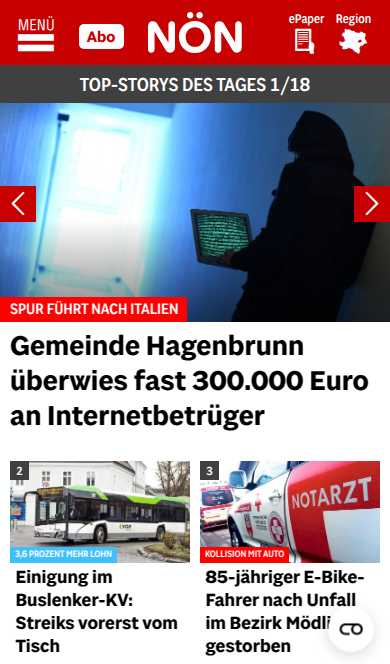 MENÜ
Abo
NÖN
ePaper
Region
TOP-STORYS DES TAGES 1/18
SPUR FÜHRT NACH ITALIEN
Gemeinde Hagenbrunn
überwies fast 300.000 Euro
an Internetbetrüger
2
6,6 PROZENT MEHR LOHN
Einigung im
Buslenker-KV:
Streiks vorerst vom
Tisch
3
NOTARZT
KOLLISION MIT AUTO
85-jähriger E-Bike-
Fahrer nach Unfall
im Bezirk Mödli
gestorben